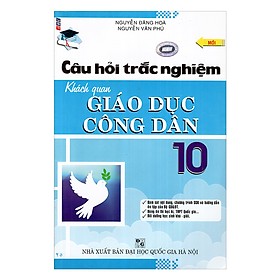 NGUYỄN ĐĂNG HOÀ
NGUYỄN VĂN PHÚ
MỚI
Câu hỏi trắc nghiệm
Khách quan
GIÁO DỤC
CÔNG DÂN
10
NHÀ XUẤT BẢN ĐẠI HỌC QUỐC GIA HÀ NỘI